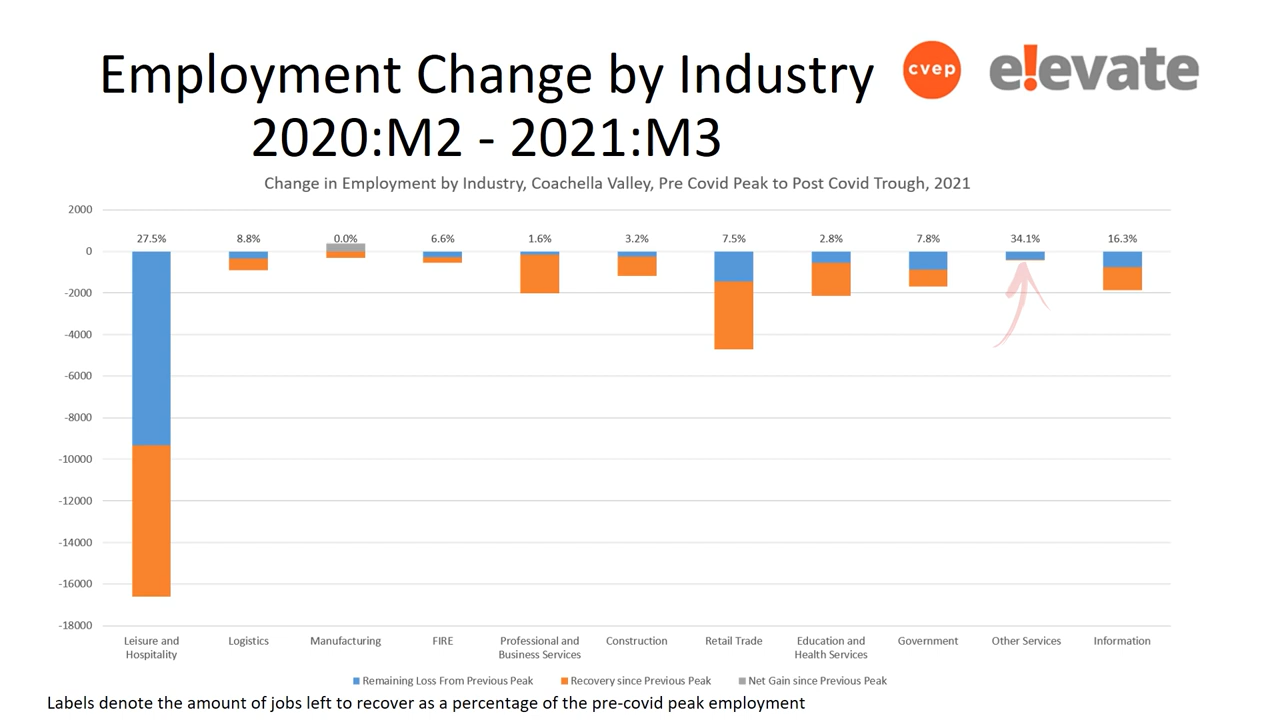 Employment Change by Industry
2020:M2 - 2021:M3
cvep
e!evate
Change in Employment by Industry, Coachella Valley, Pre Covid Peak to Post Covid Trough, 2021
2000
0
-2000
-4000
-6000
-8000
-10000
-12000
-14000
-16000
-18000
27.5% 8.8% 0.0% 6.6% 1.6% 3.2% 7.5% 2.8% 7.8% 34.1% 16.3%
Leisure and Logistics Manufacturing FIRE Professional and Construction Retail Trade Education and Government Other Services Information
Hospitality Business Services Health Services
Remaining Loss From Previous Peak Recovery since Previous Peak Net Gain since Previous Peak
Labels denote the amount of jobs left to recover as a percentage of the pre-covid peak employment